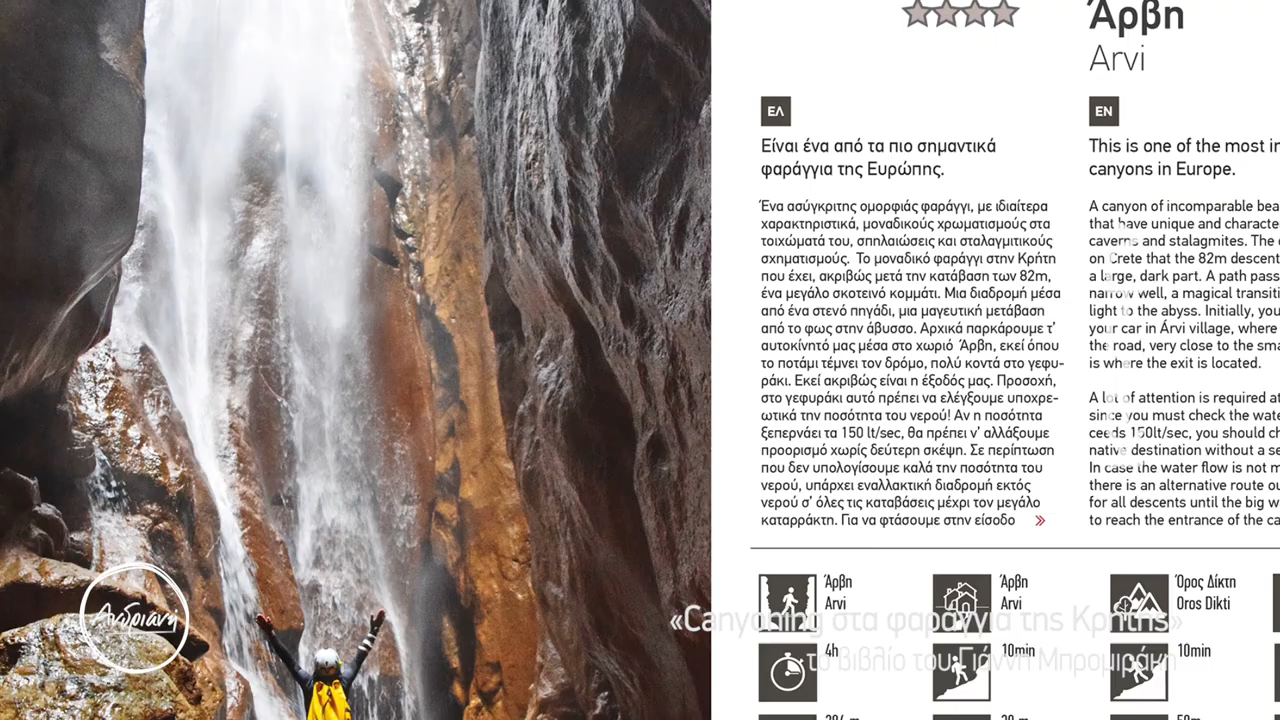 Άρβη
Arvi
ΕΛ
Είναι ένα από τα πιο σημαντικά
φαράγγια της Ευρώπης.
Ένα ασύγκριτης ομορφιάς φαράγγι, με ιδιαίτερα
χαρακτηριστικά, μοναδικούς χρωματισμούς στα
τοιχώματά του, σπηλαιώσεις και σταλαγμιτικούς
σχηματισμούς. Το μοναδικό φαράγγι στην Κρήτη
που έχει, ακριβώς μετά την κατάβαση των 82m,
ένα μεγάλο σκοτεινό κομμάτι. Μια διαδρομή μέσα
από ένα στενό πηγάδι, μια μαγευτική μετάβαση
από το φως στην άβυσσο. Αρχικά παρκάρουμε τ'
αυτοκίνητό μας μέσα στο χωριό Άρβη, εκεί όπου
το ποτάμι τέμνει τον δρόμο, πολύ κοντά στο γεφυ-
ράκι. Εκεί ακριβώς είναι η έξοδός μας. Προσοχή,
στο γεφυράκι αυτό πρέπει να ελέγξουμε υποχρε-
ωτικά την ποσότητα του νερού! Αν η ποσότητα
ξεπερνάει τα 150 lt/sec, θα πρέπει ν' αλλάξουμε
προορισμό χωρίς δεύτερη σκέψη. Σε περίπτωση
που δεν υπολογίσουμε καλά την ποσότητα του
νερού, υπάρχει εναλλακτική διαδρομή εκτός
νερού σ' όλες τις καταβάσεις μέχρι τον μεγάλο
καταρράκτη. Για να φτάσουμε στην είσοδο »
EN
This is one of the most
canyons in Europe.
A canyon of incomparable
that have unique and
caverns and stalagmites. The
on Crete that the 82m descent
a large, dark part. A path
narrow well, a magical
light to the abyss. Initially, you
your car in Árvi village, where
the road, very close to the
is where the exit is located.
A lot of attention is required
since you must check the
ceeds 150lt/sec, you should
native destination without a
In case the water flow is not
there is an alternative route
for all descents until the big
to reach the entrance of the
Άρβη
Arvi
Άρβη
Arvi
Όρος Δίκτη
Oros Dikti
«Canyoning στα φαράγγια της Κρήτης»
το βιβλίο του Γιάννη Μπρομιράκη
4h
10min
10min
Ανδριανή